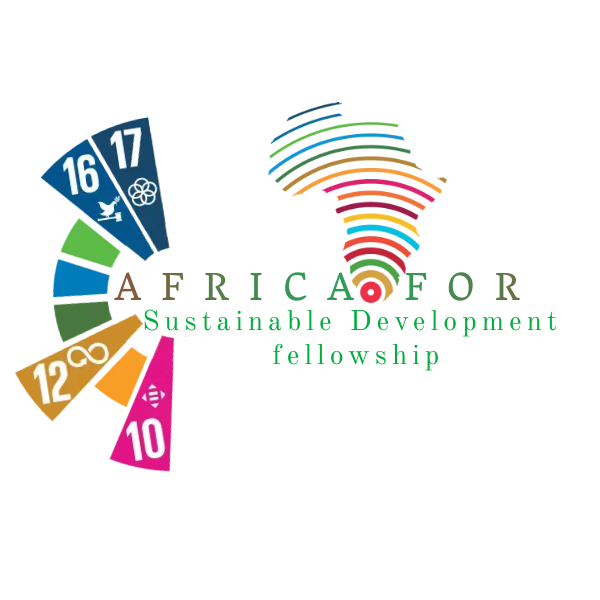 17
16
AFRICA FOR
Sustainable Development
fellowship
12
10